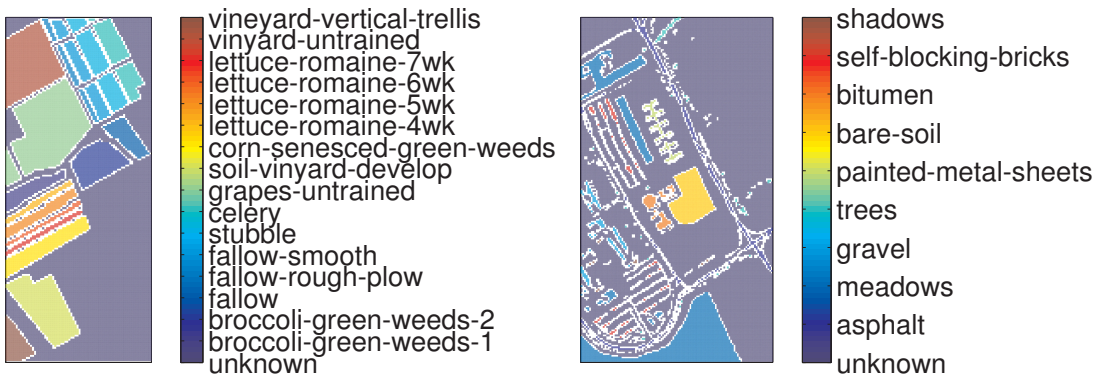 vineyard-vertical-trellis
vinyard-untrained
lettuce-romaine-7wk
lettuce-romaine-6wk
lettuce-romaine-5wk
lettuce-romaine-4wk
corn-senesced-green-weeds
soil-vinyard-develop
grapes-untrained
celery
stubble
fallow-smooth
fallow-rough-plow
fallow
broccoli-green-weeds-2
broccoli-green-weeds-1
unknown
shadows
self-blocking-bricks
bitumen
bare-soil
painted-metal-sheets
trees
gravel
meadows
asphalt
unknown